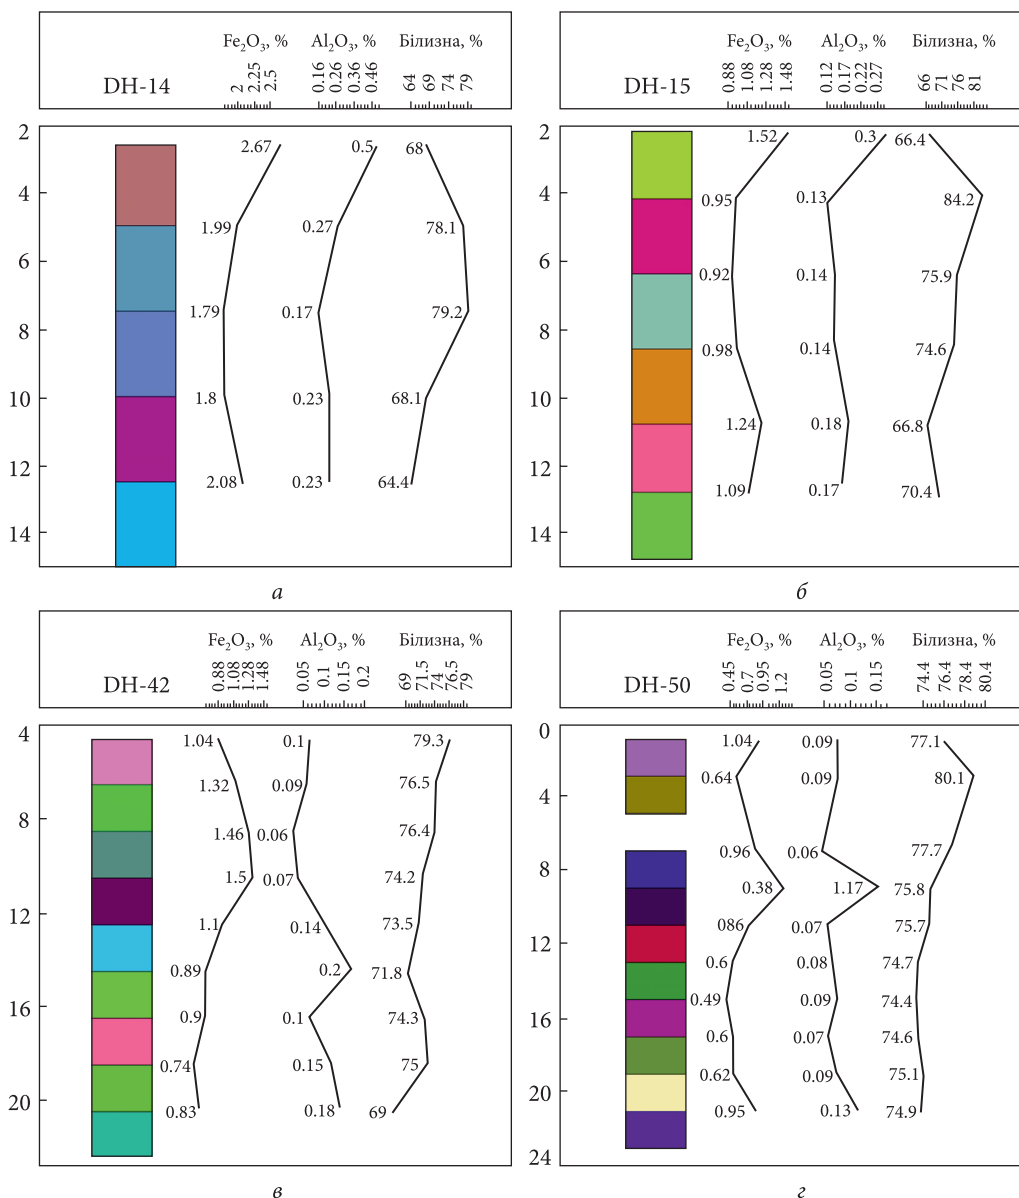 Fe₂O₃, % Al₂O₃, % Білизна, %
DH-14 2 2.25 2.5 0.16 0.26 0.36 0.46 64 69 74 79
2
2.67 0.5 68
4
1.99 0.27 78.1
6
1.79 0.17 79.2
8
10 1.8 0.23 68.1
12
2.08 0.23 64.4
14
а
Fe₂O₃, % Al₂O₃, % Білизна, %
DH-15 0.88 1.08 1.28 1.48 0.12 0.17 0.22 0.27 66 71 76 81
2
1.52 0.3 66.4
4
0.95 0.13 84.2
6
0.92 0.14 75.9
8
0.98 0.14 74.6
10
1.24 0.18 66.8
12
1.09 0.17 70.4
14
б
Fe₂O₃, % Al₂O₃, % Білизна, %
DH-42 0.88 1.08 1.28 1.48 0.05 0.1 0.15 0.2 69 71.5 74 76.5 79
4
1.04 0.1 79.3
1.32 0.09 76.5
8
1.46 0.06 76.4
1.5 0.07 74.2
12
1.1 0.14 73.5
0.89 0.2 71.8
16
0.9 0.1 74.3
0.74 0.15 75
20
0.83 0.18 69
в
Fe₂O₃, % Al₂O₃, % Білизна, %
DH-50 0.45 0.7 0.95 1.2 0.05 0.1 0.15 74.4 76.4 78.4 80.4
0
1.04 0.09 77.1
0.64 0.09 80.1
4
0.96 0.06 77.7
8
0.38 1.17 75.8
086 0.07 75.7
12
0.6 0.08 74.7
0.49 0.09 74.4
16
0.6 0.07 74.6
0.62 0.09 75.1
20
0.95 0.13 74.9
24
г